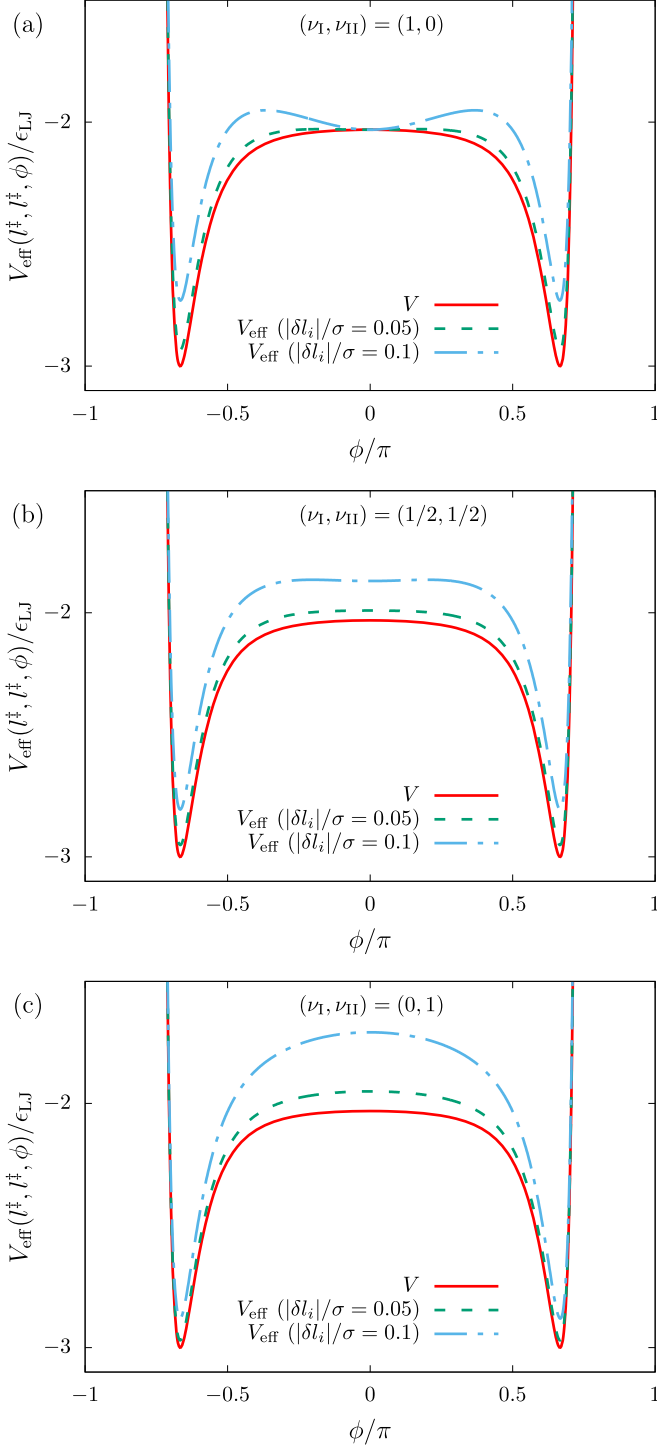 (a)
(νI, νII) = (1, 0)
−2
−3
Veff(l‡, l‡, ϕ)/ϵLJ
V
Veff (|δli|/σ = 0.05)
Veff (|δli|/σ = 0.1)
−1
−0.5
0
0.5
1
ϕ/π
(b)
(νI, νII) = (1/2, 1/2)
−2
−3
Veff(l‡, l‡, ϕ)/ϵLJ
V
Veff (|δli|/σ = 0.05)
Veff (|δli|/σ = 0.1)
−1
−0.5
0
0.5
1
ϕ/π
(c)
(νI, νII) = (0, 1)
−2
−3
Veff(l‡, l‡, ϕ)/ϵLJ
V
Veff (|δli|/σ = 0.05)
Veff (|δli|/σ = 0.1)
−1
−0.5
0
0.5
1
ϕ/π